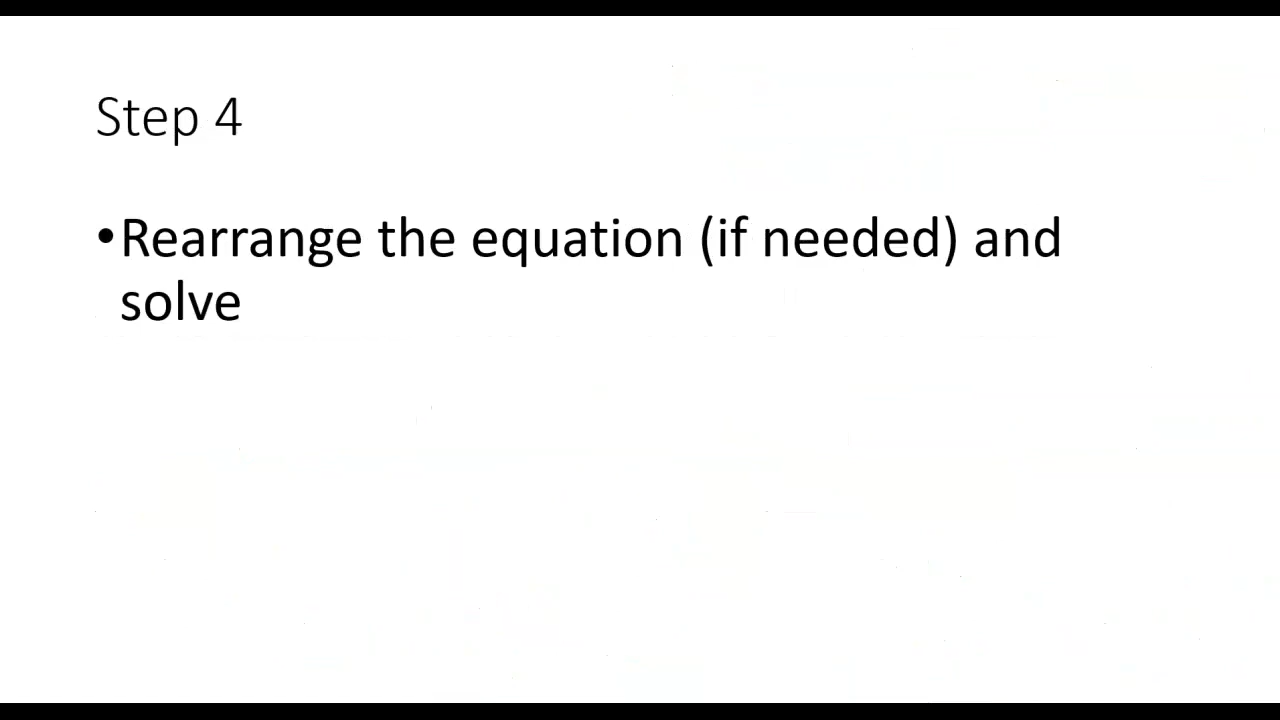 Step 4
•Rearrange the equation (if needed) and
solve